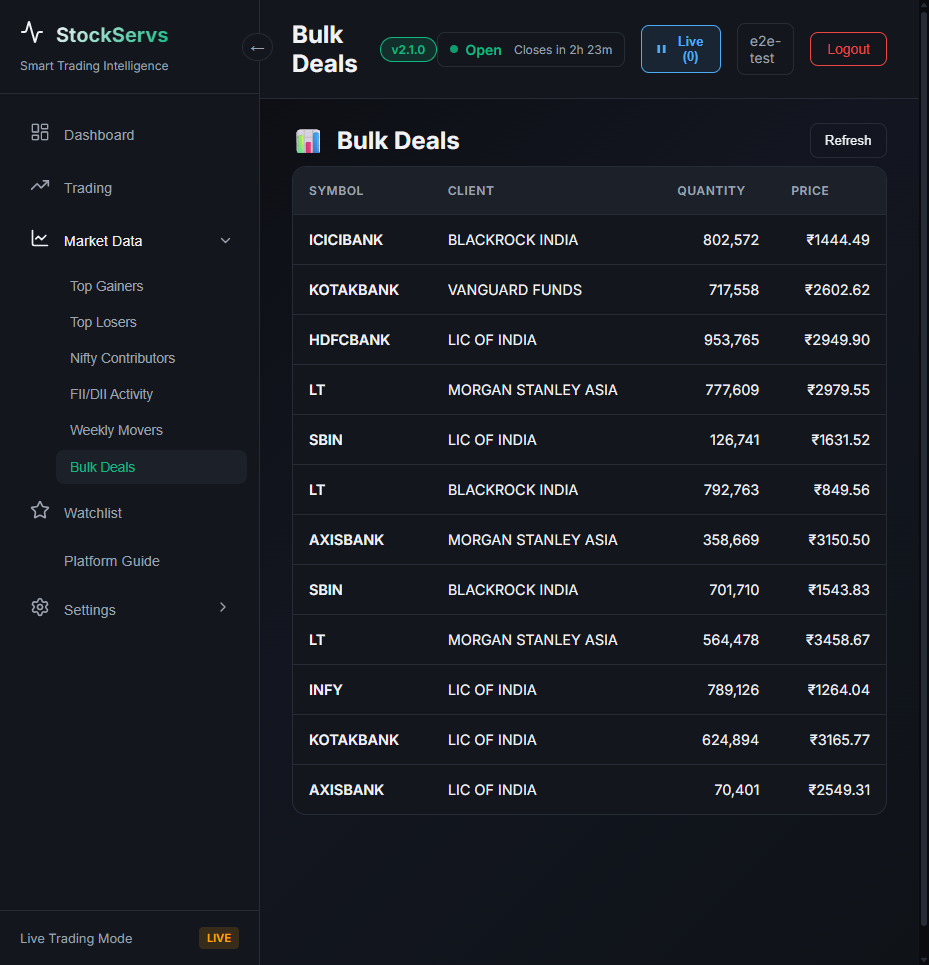 StockServs
Smart Trading Intelligence
Dashboard
Trading
Market Data
Top Gainers
Top Losers
Nifty Contributors
FII/DII Activity
Weekly Movers
Bulk Deals
Watchlist
Platform Guide
Settings
Live Trading Mode LIVE
←
Bulk
Deals
v2.1.0
Open Closes in 2h 23m
Live
(0)
e2e-
test
Logout
Bulk Deals
Refresh
SYMBOL CLIENT QUANTITY PRICE
ICICIBANK BLACKROCK INDIA 802,572 ₹1444.49
KOTAKBANK VANGUARD FUNDS 717,558 ₹2602.62
HDFCBANK LIC OF INDIA 953,765 ₹2949.90
LT MORGAN STANLEY ASIA 777,609 ₹2979.55
SBIN LIC OF INDIA 126,741 ₹1631.52
LT BLACKROCK INDIA 792,763 ₹849.56
AXISBANK MORGAN STANLEY ASIA 358,669 ₹3150.50
SBIN BLACKROCK INDIA 701,710 ₹1543.83
LT MORGAN STANLEY ASIA 564,478 ₹3458.67
INFY LIC OF INDIA 789,126 ₹1264.04
KOTAKBANK LIC OF INDIA 624,894 ₹3165.77
AXISBANK LIC OF INDIA 70,401 ₹2549.31